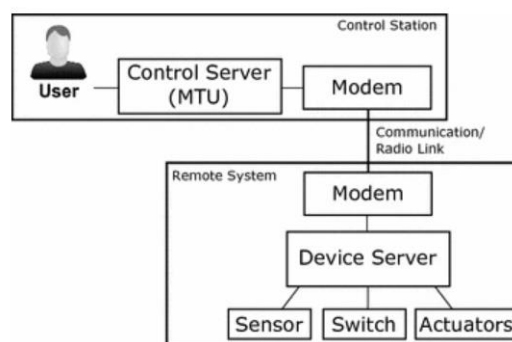 Control Station
User
Control Server
(MTU)
Modem
Communication/
Radio Link
Remote System
Modem
Device Server
Sensor
Switch
Actuators